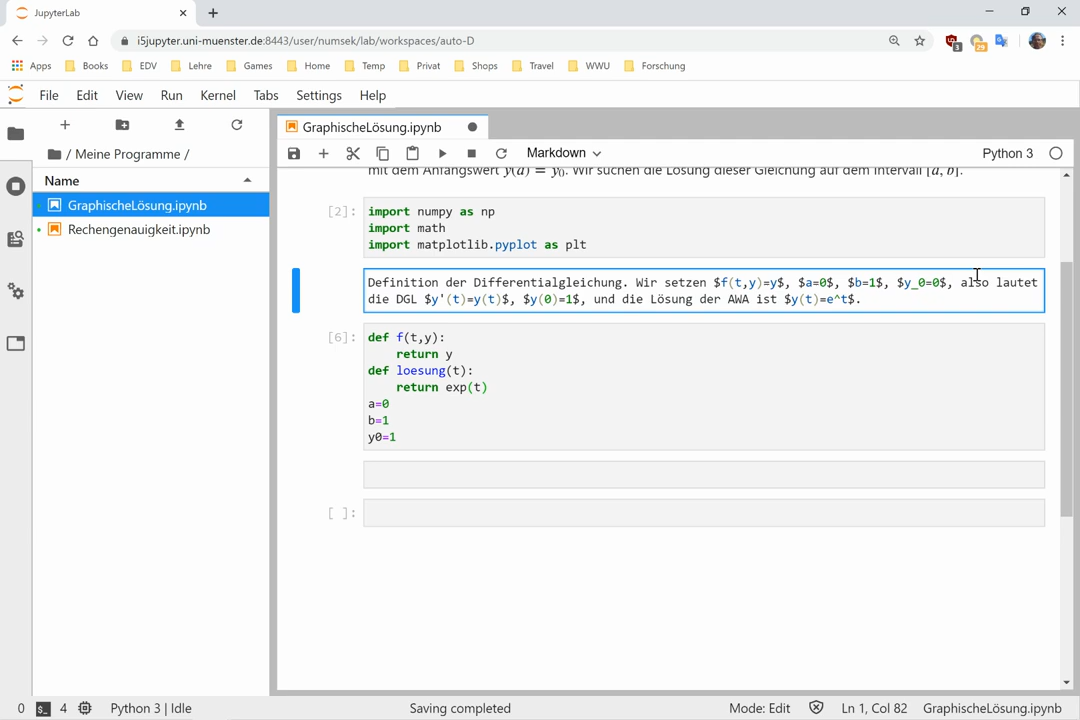 JupyterLab
i5jupyter.uni-muenster.de:8443/user/numsek/lab/workspaces/auto-D
3
29
Apps Books EDV Lehre Games Home Temp Privat Shops Travel WWU Forschung
File Edit View Run Kernel Tabs Settings Help
GraphischeLösung.ipynb
/ Meine Programme /
Markdown
Python 3
Name
GraphischeLösung.ipynb
Rechengenauigkeit.ipynb
mit dem Anfangswert y(a) = y₀. Wir suchen die Lösung dieser Gleichung auf dem Intervall [a, b].
[2]:
import numpy as np
import math
import matplotlib.pyplot as plt
Definition der Differentialgleichung. Wir setzen $f(t,y)=y$, $a=0$, $b=1$, $y_0=0$, also lautet
die DGL $y'(t)=y(t)$, $y(0)=1$, und die Lösung der AWA ist $y(t)=e^t$.
[6]:
def f(t,y):
    return y
def loesung(t):
    return exp(t)
a=0
b=1
y0=1
[ ]:
0 4 Python 3 | Idle Saving completed Mode: Edit Ln 1, Col 82 GraphischeLösung.ipynb